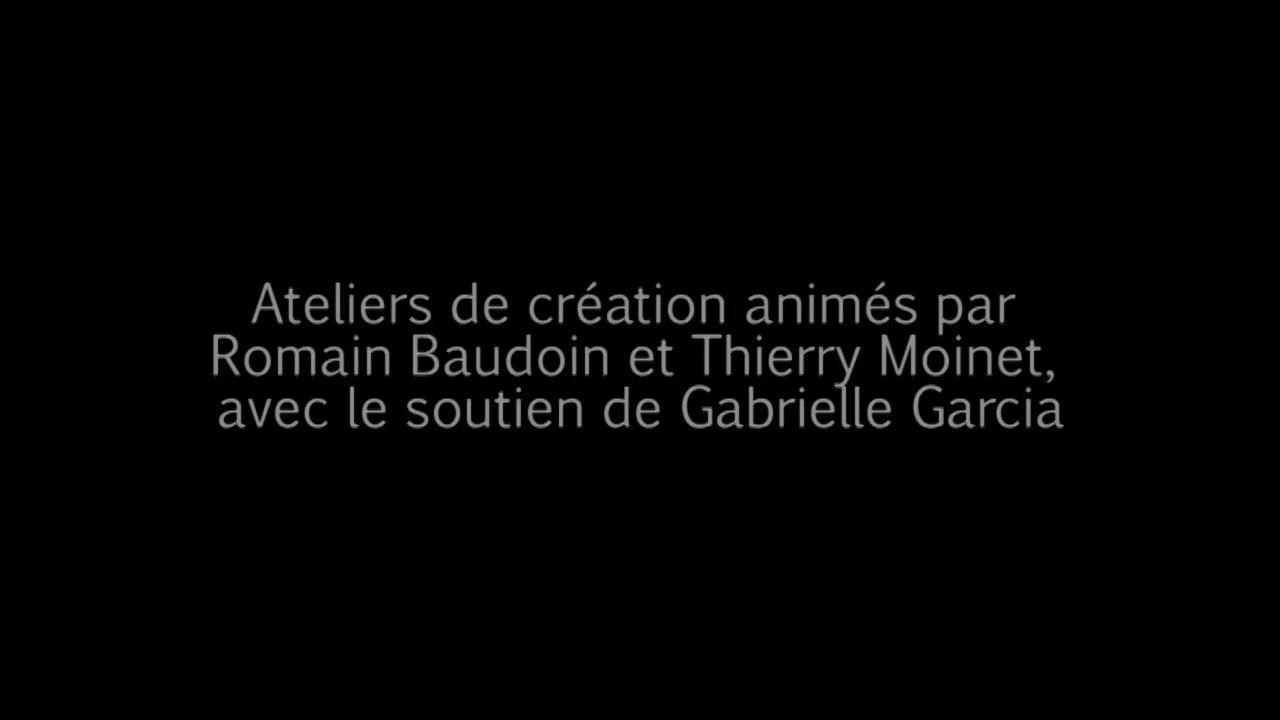 Ateliers de création animés par
Romain Baudoin et Thierry Moinet,
avec le soutien de Gabrielle Garcia